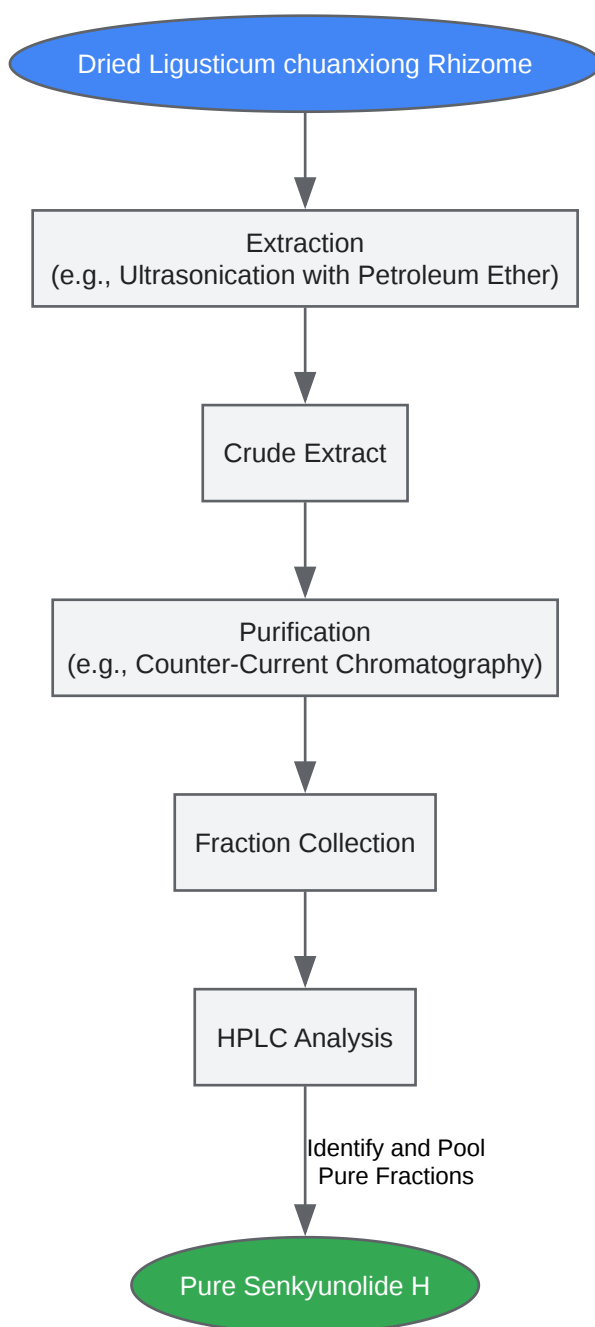 Dried Ligusticum chuanxiong Rhizome
Extraction
(e.g., Ultrasonication with Petroleum Ether)
Crude Extract
Purification
(e.g., Counter-Current Chromatography)
Fraction Collection
HPLC Analysis
Identify and Pool
Pure Fractions
Pure Senkyunolide H